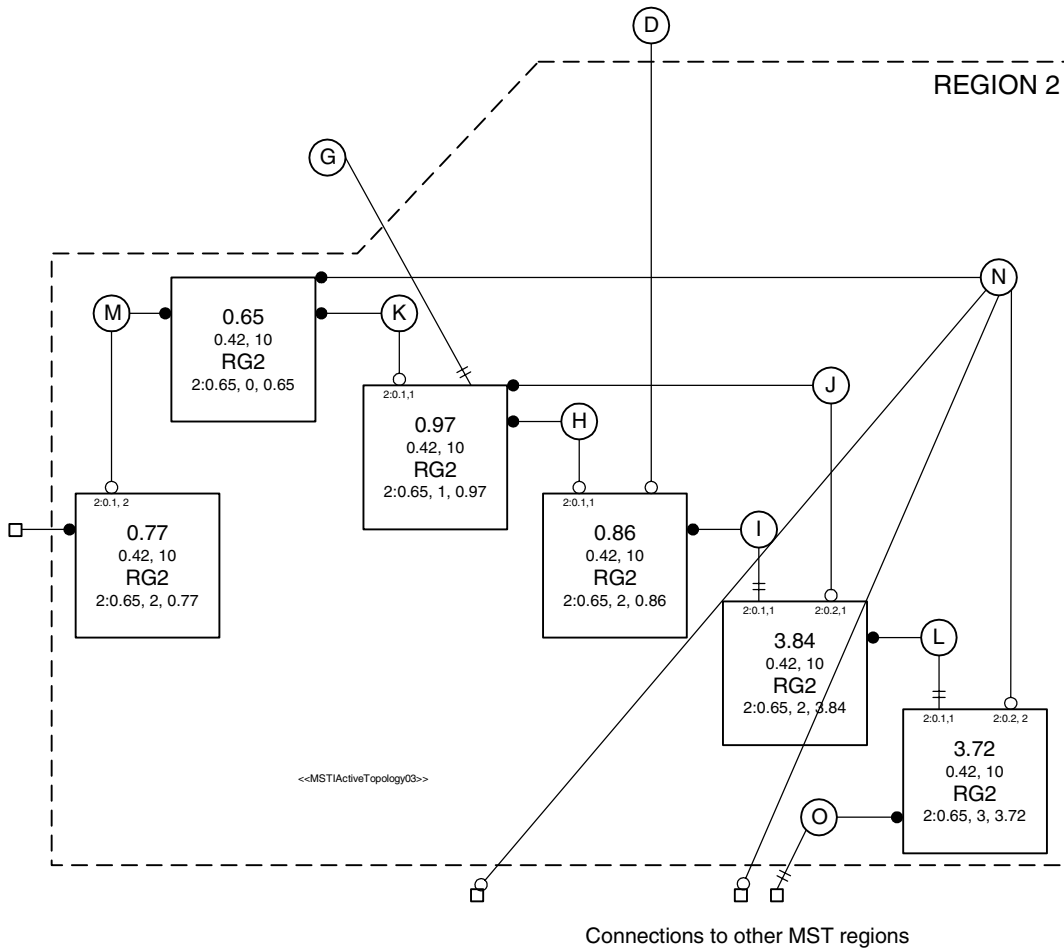 D
REGION 2
G
N
M
0.65
0.42, 10
RG2
2:0.65, 0, 0.65
K
2:0.1,1
0.97
0.42, 10
RG2
2:0.65, 1, 0.97
J
H
2:0.1, 2
0.77
0.42, 10
RG2
2:0.65, 2, 0.77
2:0.1,1
0.86
0.42, 10
RG2
2:0.65, 2, 0.86
I
2:0.1,1
2:0.2,1
3.84
0.42, 10
RG2
2:0.65, 2, 3.84
L
2:0.1,1
2:0.2, 2
3.72
0.42, 10
RG2
2:0.65, 3, 3.72
<<MSTIActiveTopology03>>
O
Connections to other MST regions